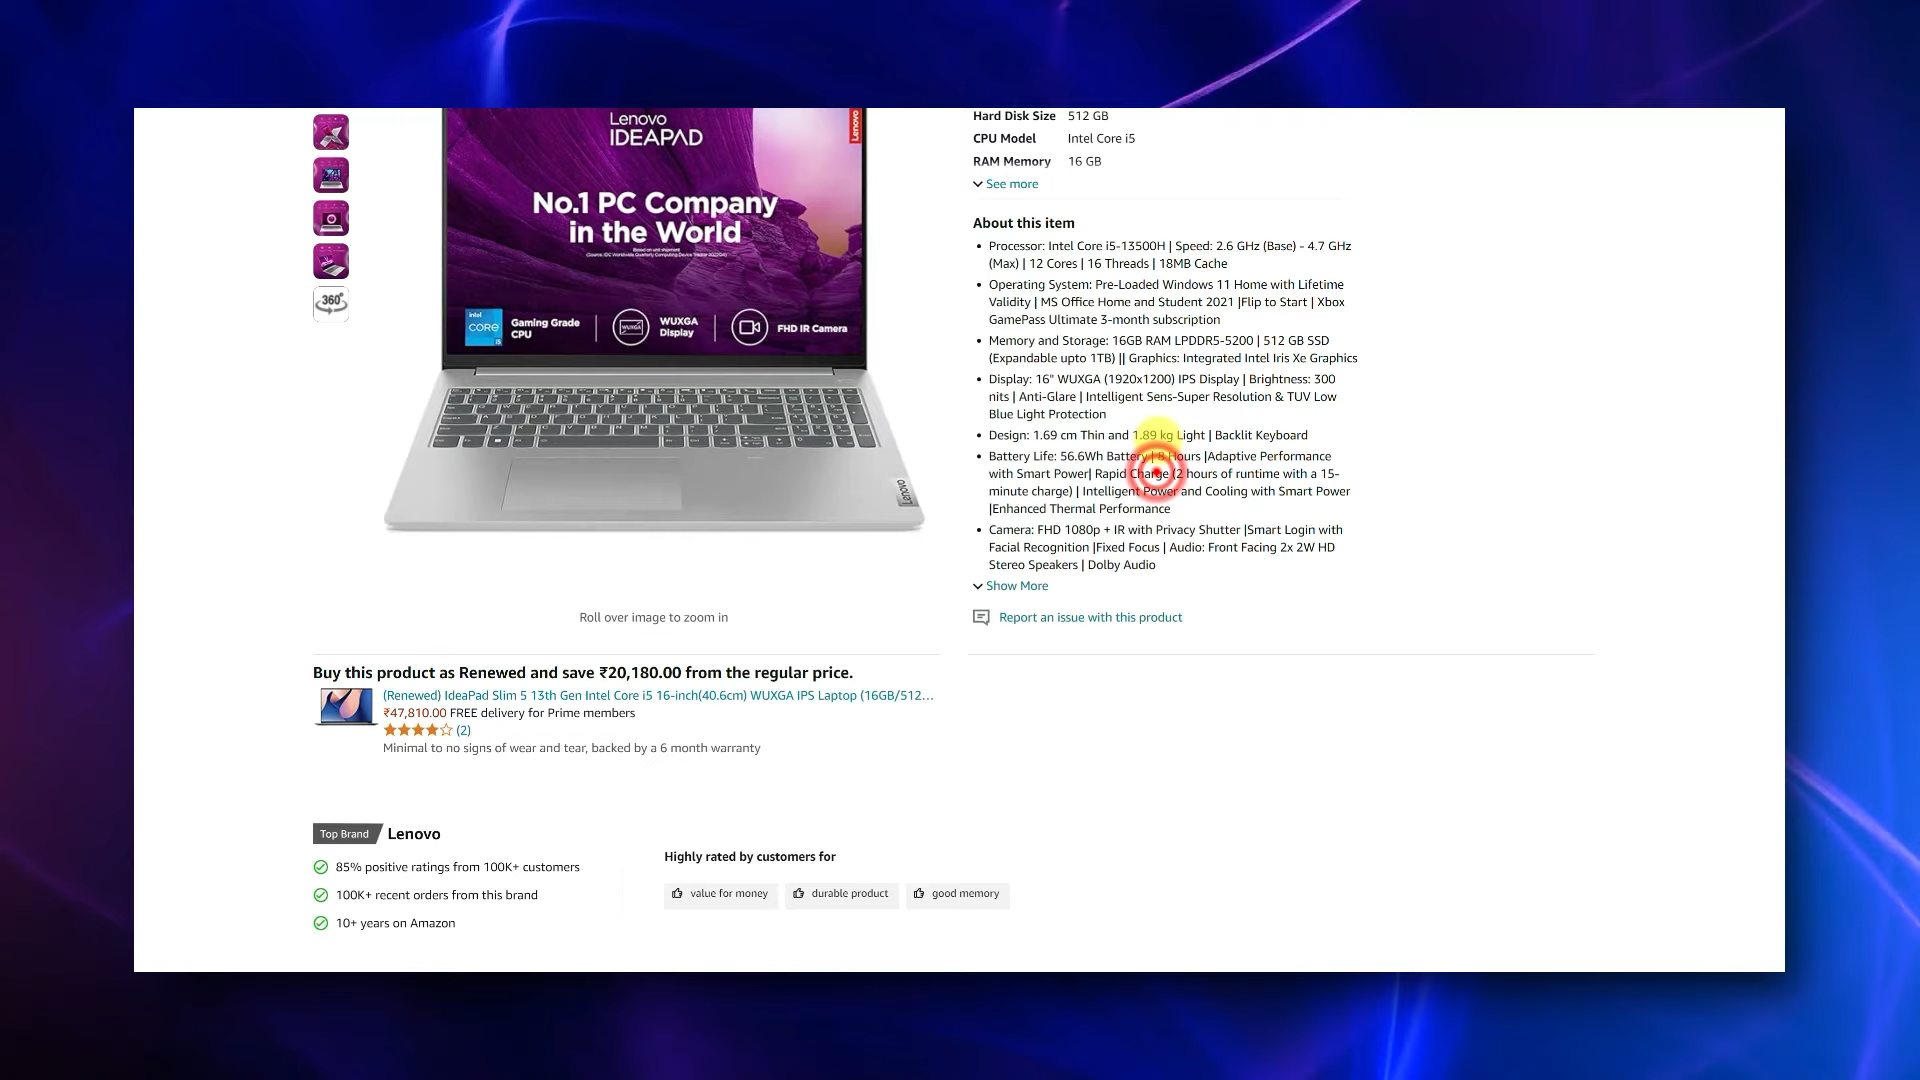 Lenovo
IDEAPAD
Lenovo
No.1 PC Company
in the World
intel
CORE
i5
Gaming Grade
CPU
WUXGA
WUXGA
Display
FHD IR Camera
Lenovo
360°
Roll over image to zoom in
Hard Disk Size 512 GB
CPU Model Intel Core i5
RAM Memory 16 GB
See more
About this item
• Processor: Intel Core i5-13500H | Speed: 2.6 GHz (Base) - 4.7 GHz
(Max) | 12 Cores | 16 Threads | 18MB Cache
• Operating System: Pre-Loaded Windows 11 Home with Lifetime
Validity | MS Office Home and Student 2021 |Flip to Start | Xbox
GamePass Ultimate 3-month subscription
• Memory and Storage: 16GB RAM LPDDR5-5200 | 512 GB SSD
(Expandable upto 1TB) || Graphics: Integrated Intel Iris Xe Graphics
• Display: 16" WUXGA (1920x1200) IPS Display | Brightness: 300
nits | Anti-Glare | Intelligent Sens-Super Resolution & TUV Low
Blue Light Protection
• Design: 1.69 cm Thin and 1.89 kg Light | Backlit Keyboard
• Battery Life: 56.6Wh Battery | 8 Hours |Adaptive Performance
with Smart Power| Rapid Charge (2 hours of runtime with a 15-
minute charge) | Intelligent Power and Cooling with Smart Power
|Enhanced Thermal Performance
• Camera: FHD 1080p + IR with Privacy Shutter |Smart Login with
Facial Recognition |Fixed Focus | Audio: Front Facing 2x 2W HD
Stereo Speakers | Dolby Audio
Show More
Report an issue with this product
Buy this product as Renewed and save ₹20,180.00 from the regular price.
(Renewed) IdeaPad Slim 5 13th Gen Intel Core i5 16-inch(40.6cm) WUXGA IPS Laptop (16GB/512…
₹47,810.00 FREE delivery for Prime members
(2)
Minimal to no signs of wear and tear, backed by a 6 month warranty
Top Brand Lenovo
85% positive ratings from 100K+ customers
100K+ recent orders from this brand
10+ years on Amazon
Highly rated by customers for
value for money
durable product
good memory